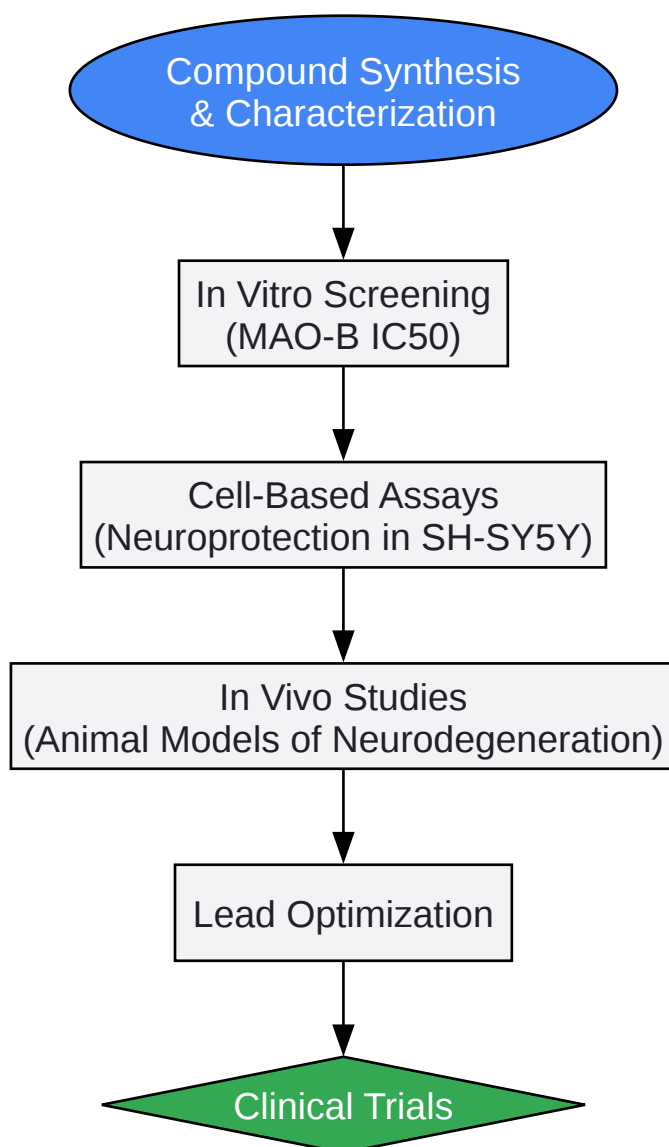 Compound Synthesis
& Characterization
In Vitro Screening
(MAO-B IC50)
Cell-Based Assays
(Neuroprotection in SH-SY5Y)
In Vivo Studies
(Animal Models of Neurodegeneration)
Lead Optimization
Clinical Trials